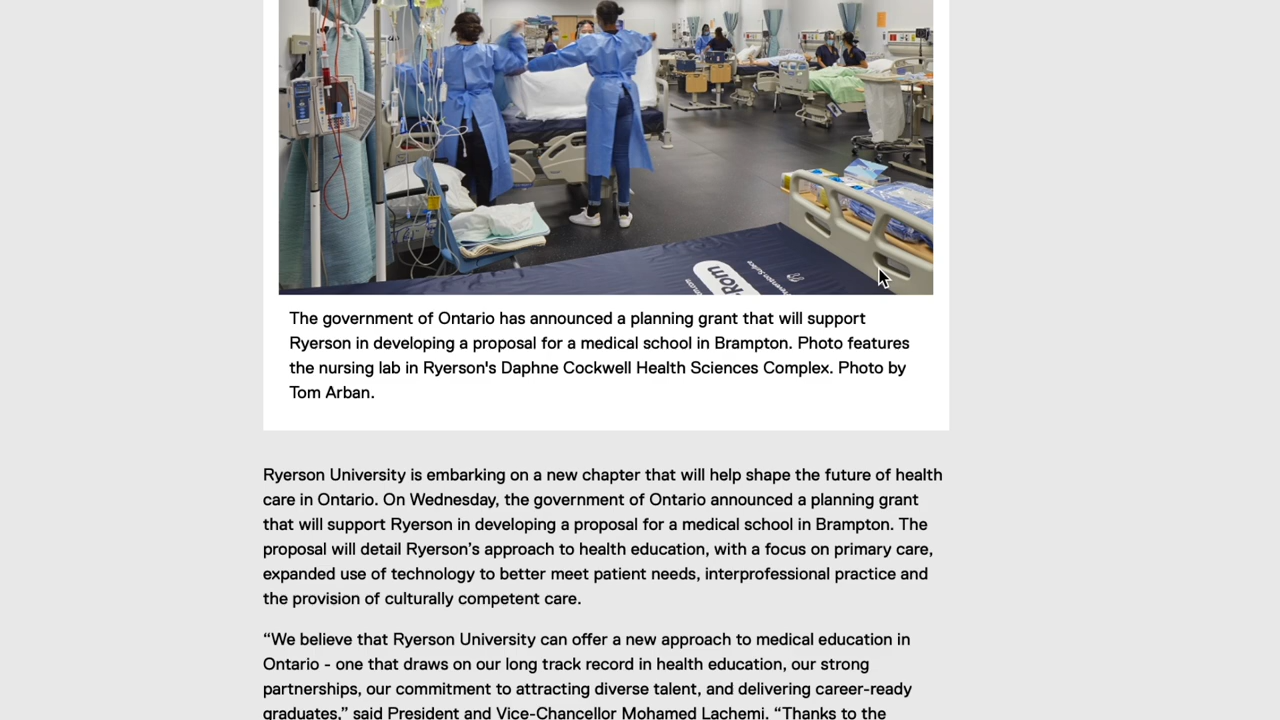 The government of Ontario has announced a planning grant that will support
Ryerson in developing a proposal for a medical school in Brampton. Photo features
the nursing lab in Ryerson's Daphne Cockwell Health Sciences Complex. Photo by
Tom Arban.
Ryerson University is embarking on a new chapter that will help shape the future of health
care in Ontario. On Wednesday, the government of Ontario announced a planning grant
that will support Ryerson in developing a proposal for a medical school in Brampton. The
proposal will detail Ryerson’s approach to health education, with a focus on primary care,
expanded use of technology to better meet patient needs, interprofessional practice and
the provision of culturally competent care.
“We believe that Ryerson University can offer a new approach to medical education in
Ontario - one that draws on our long track record in health education, our strong
partnerships, our commitment to attracting diverse talent, and delivering career-ready
graduates,” said President and Vice-Chancellor Mohamed Lachemi. “Thanks to the